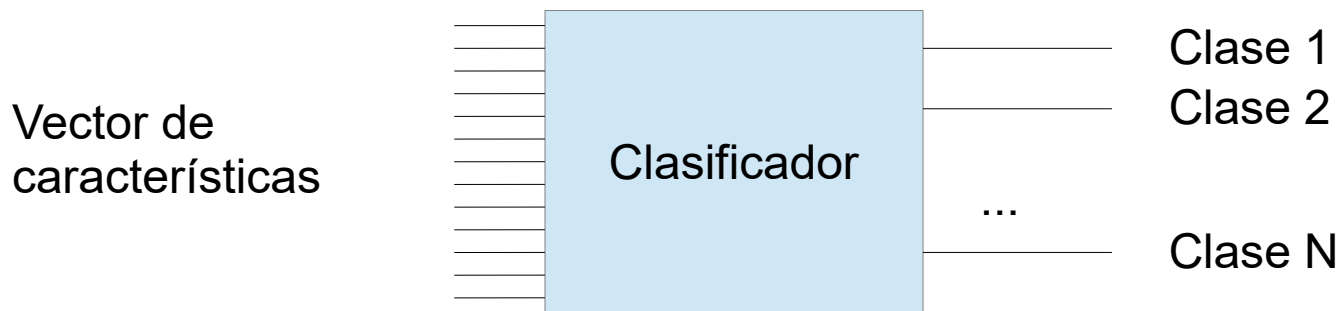 Vector de
características
Clasificador
Clase 1
Clase 2
...
Clase N